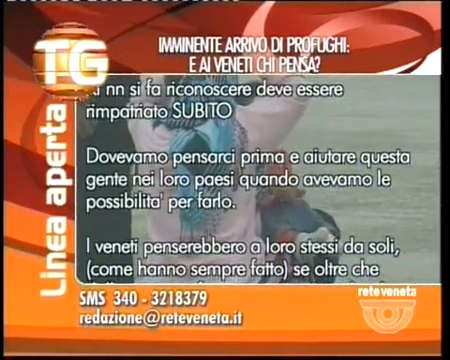 TG
Linea aperta
IMMINENTE ARRIVO DI PROFUGHI:
E AI VENETI CHI PENSA?
nn si fa riconoscere deve essere
rimpatriato SUBITO
Dovevamo pensarci prima e aiutare questa
gente nei loro paesi quando avevamo le
possibilita' per farlo.
I veneti penserebbero a loro stessi da soli,
(come hanno sempre fatto) se oltre che
SMS 340 - 3218379
redazione@reteveneta.it
reteveneta